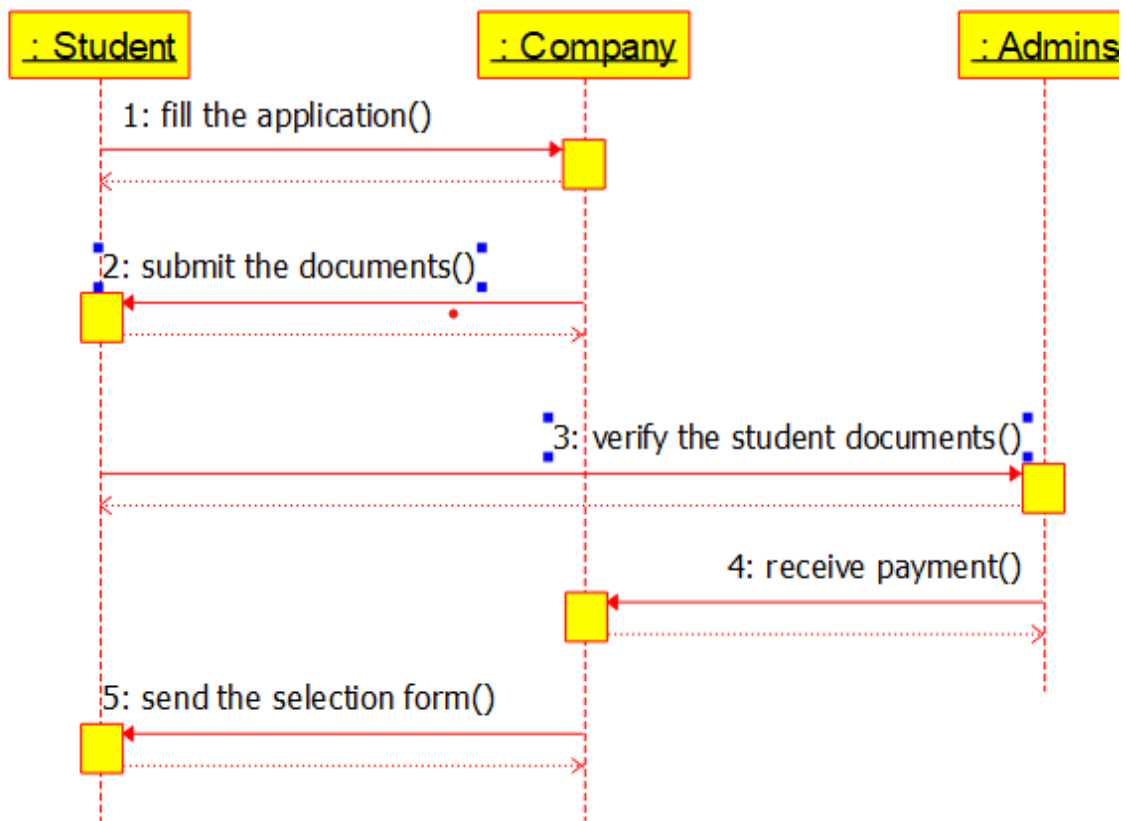 : Student
: Company
: Admins
1: fill the application()
2: submit the documents()
3: verify the student documents()
4: receive payment()
5: send the selection form()